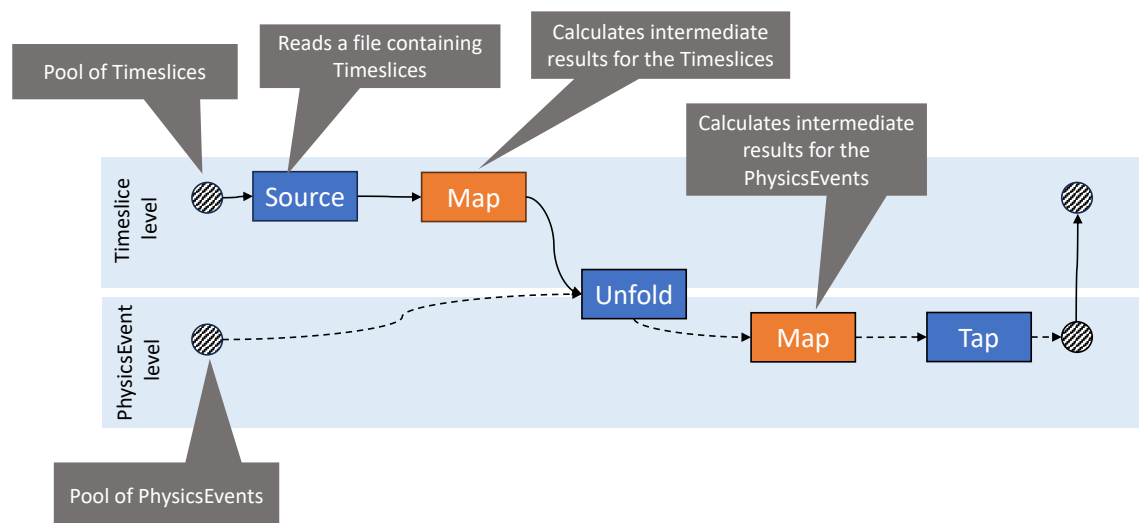 Pool of Timeslices
Reads a file containing
Timeslices
Calculates intermediate
results for the Timeslices
Calculates intermediate
results for the
PhysicsEvents
Timeslice
level
Source
Map
Unfold
PhysicsEvent
level
Map
Tap
Pool of PhysicsEvents